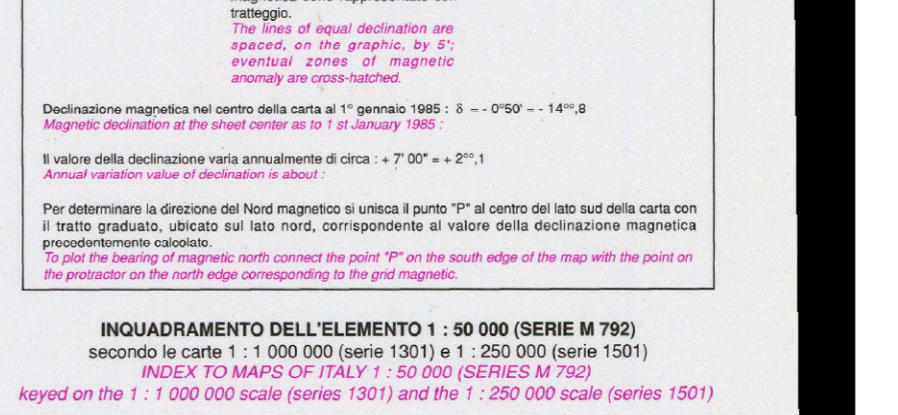 tratteggio.
The lines of equal declination are
spaced, on the graphic, by 5';
eventual zones of magnetic
anomaly are cross-hatched.
Declinazione magnetica nel centro della carta al 1° gennaio 1985 : δ = - 0°50' = - 14°°,8
Magnetic declination at the sheet center as to 1 st January 1985 :
Il valore della declinazione varia annualmente di circa : + 7' 00" = + 2°°,1
Annual variation value of declination is about :
Per determinare la direzione del Nord magnetico si unisca il punto "P" al centro del lato sud della carta con
il tratto graduato, ubicato sul lato nord, corrispondente al valore della declinazione magnetica
precedentemente calcolato.
To plot the bearing of magnetic north connect the point "P" on the south edge of the map with the point on
the protractor on the north edge corresponding to the grid magnetic.
INQUADRAMENTO DELL'ELEMENTO 1 : 50 000 (SERIE M 792)
secondo le carte 1 : 1 000 000 (serie 1301) e 1 : 250 000 (serie 1501)
INDEX TO MAPS OF ITALY 1 : 50 000 (SERIES M 792)
keyed on the 1 : 1 000 000 scale (series 1301) and the 1 : 250 000 scale (series 1501)